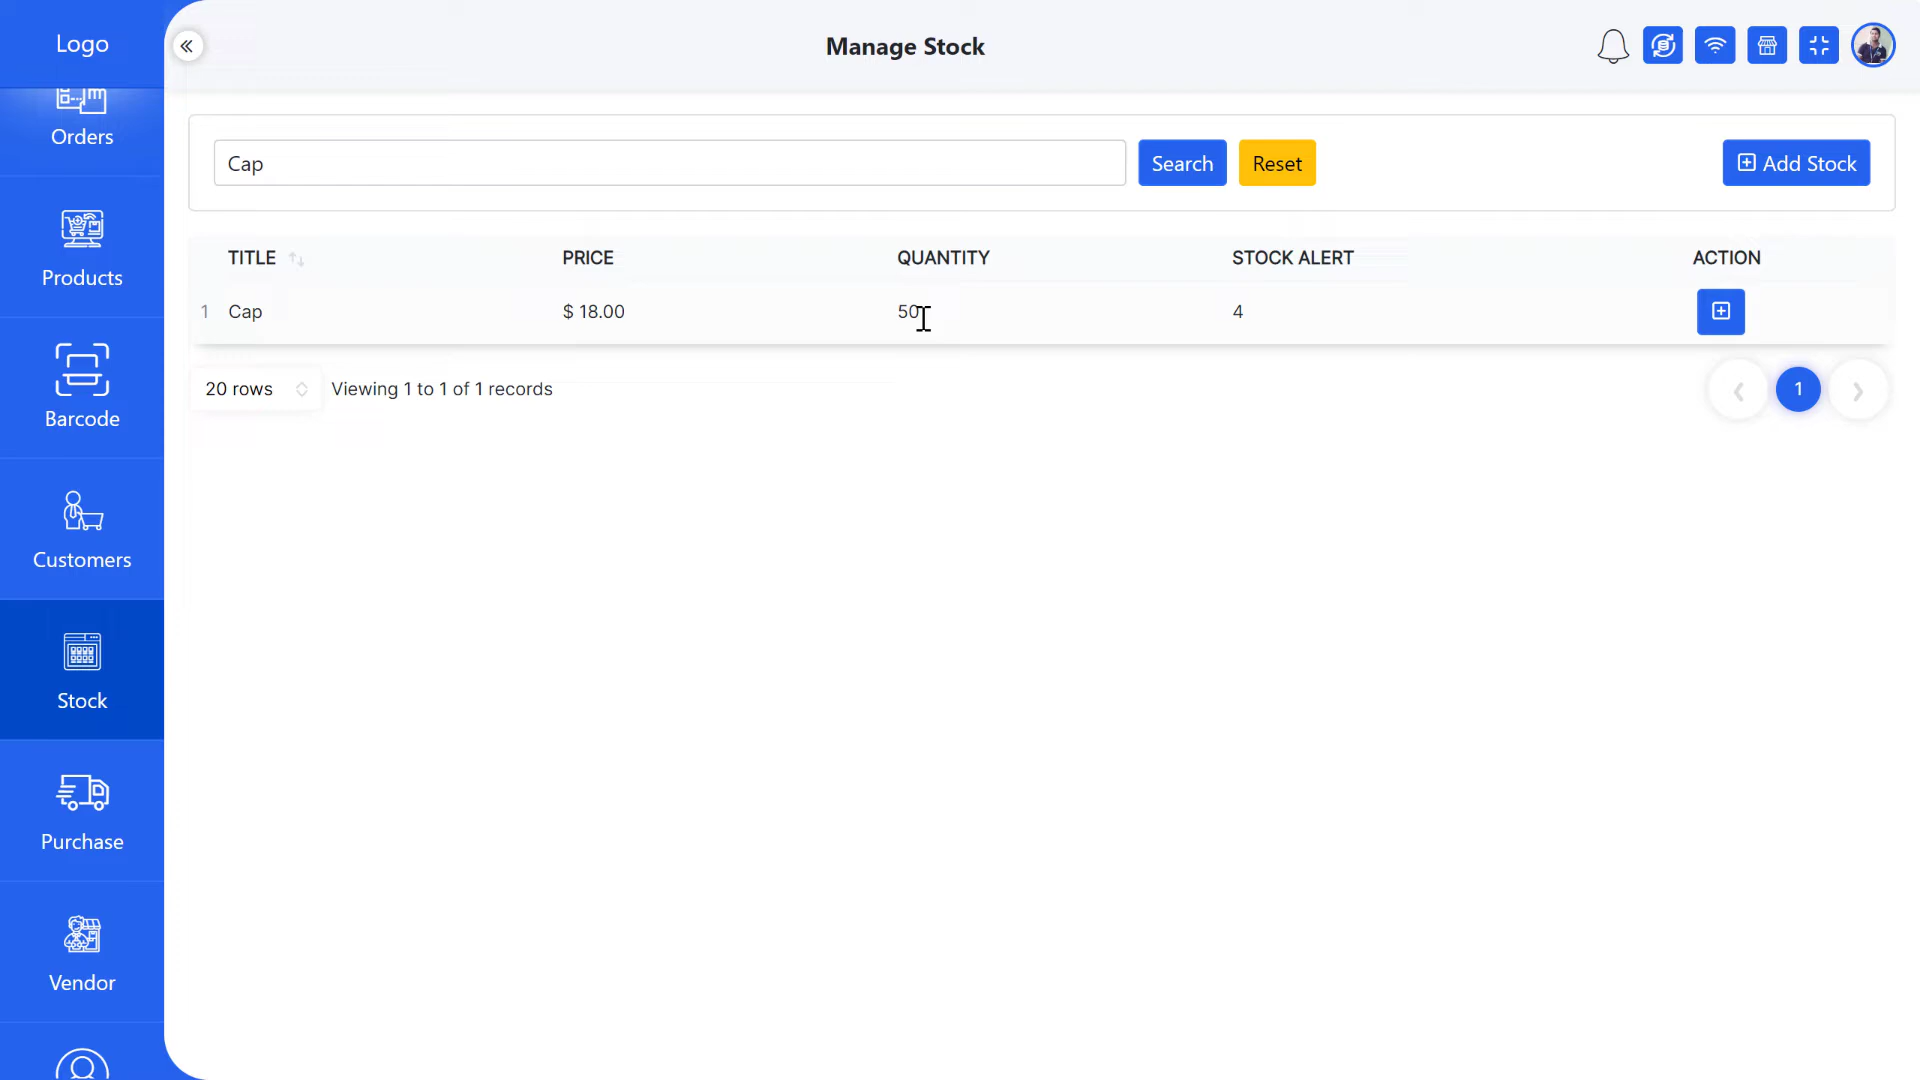 Logo
Manage Stock
Orders
Products
Barcode
Customers
Stock
Purchase
Vendor
Cap
Search
Reset
Add Stock
TITLE PRICE QUANTITY STOCK ALERT ACTION
1 Cap $ 18.00 50 4
20 rows Viewing 1 to 1 of 1 records
1